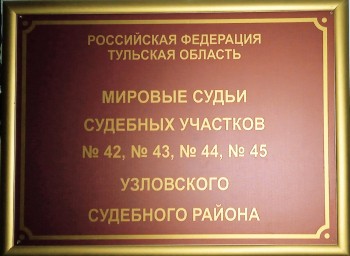 РОССИЙСКАЯ ФЕДЕРАЦИЯ
ТУЛЬСКАЯ ОБЛАСТЬ
МИРОВЫЕ СУДЬИ
СУДЕБНЫХ УЧАСТКОВ
№ 42, № 43, № 44, № 45
УЗЛОВСКОГО
СУДЕБНОГО РАЙОНА